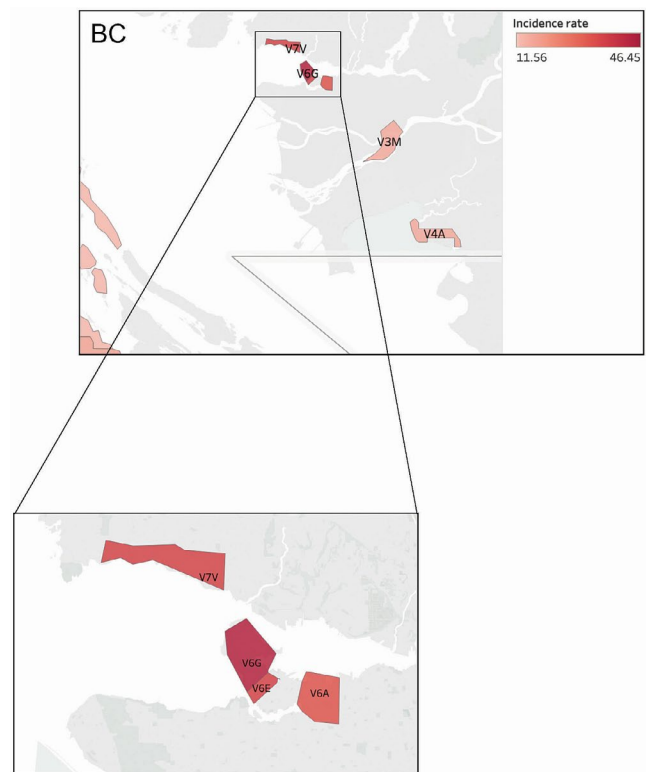 BC
Incidence rate
11.56 46.45
V7V
V6G
V3M
V4A
V7V
V6G
V6E
V6A